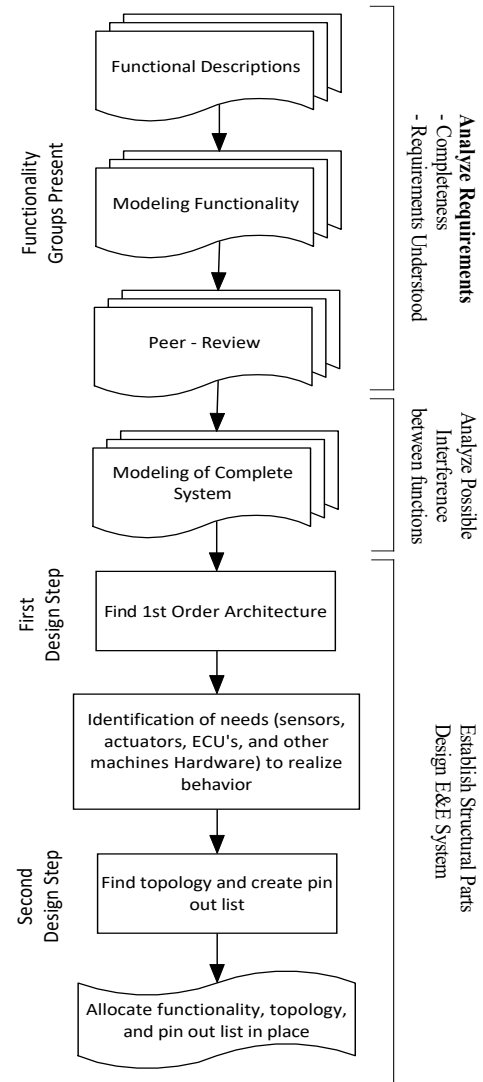 Functional Descriptions
Analyze Requirements
- Completeness
- Requirements Understood
Functionality
Groups Present
Modeling Functionality
Peer - Review
Modeling of Complete
System
Analyze Possible
Interference
between functions
First
Design Step
Find 1st Order Architecture
Identification of needs (sensors,
actuators, ECU's, and other
machines Hardware) to realize
behavior
Establish Structural Parts
Design E&E System
Second
Design Step
Find topology and create pin
out list
Allocate functionality, topology,
and pin out list in place